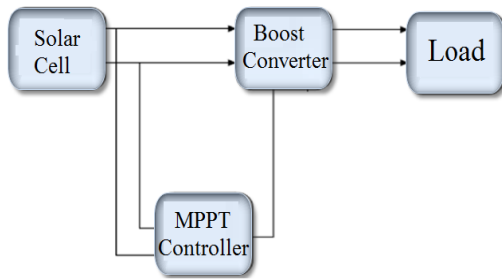 Solar
Cell
Boost
Converter
Load
MPPT
Controller